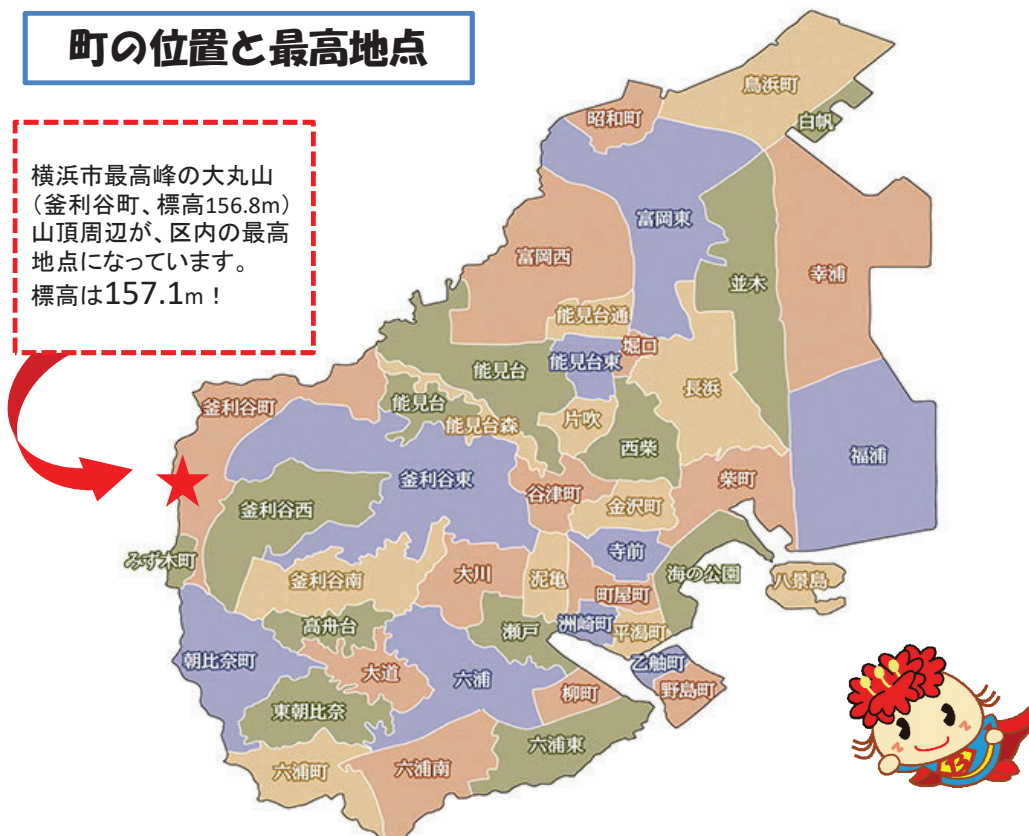 町の位置と最高地点
横浜市最高峰の大丸山
（釜利谷町、標高156.8m）
山頂周辺が、区内の最高
地点になっています。
標高は157.1m！
鳥浜町
昭和町
白帆
富岡東
富岡西
並木
幸浦
能見台通
堀口
能見台東
能見台
長浜
能見台
釜利谷町
能見台森
片吹
西柴
福浦
釜利谷東
柴町
谷津町
金沢町
釜利谷西
寺前
みず木町
大川
泥亀
海の公園
八景島
釜利谷南
町屋町
高舟台
瀬戸
洲崎町
平潟町
朝比奈町
大道
六浦
乙舳町
柳町
野島町
東朝比奈
六浦東
六浦町
六浦南